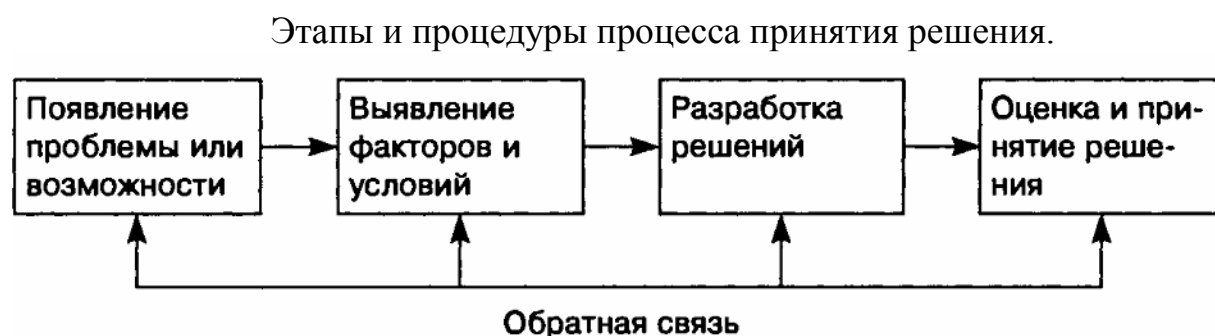 Этапы и процедуры процесса принятия решения.
Появление
проблемы или
возможности
Выявление
факторов и
условий
Разработка
решений
Оценка и при-
нятие реше-
ния
Обратная связь